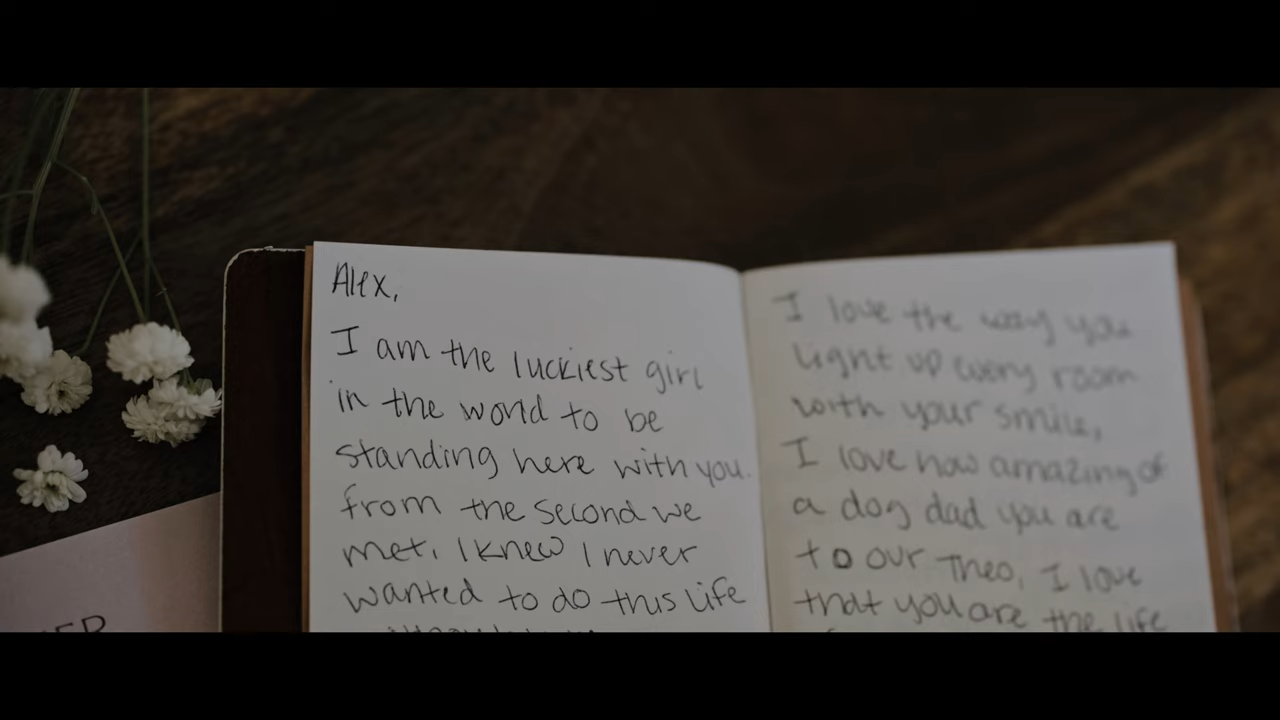 Alex,
I am the luckiest girl
in the world to be
standing here with you.
from the second we
met, I knew I never
wanted to do this life
I love the way you
light up every room
with your smile,
I love how amazing of
a dog dad you are
to our Theo, I love
that you are the life